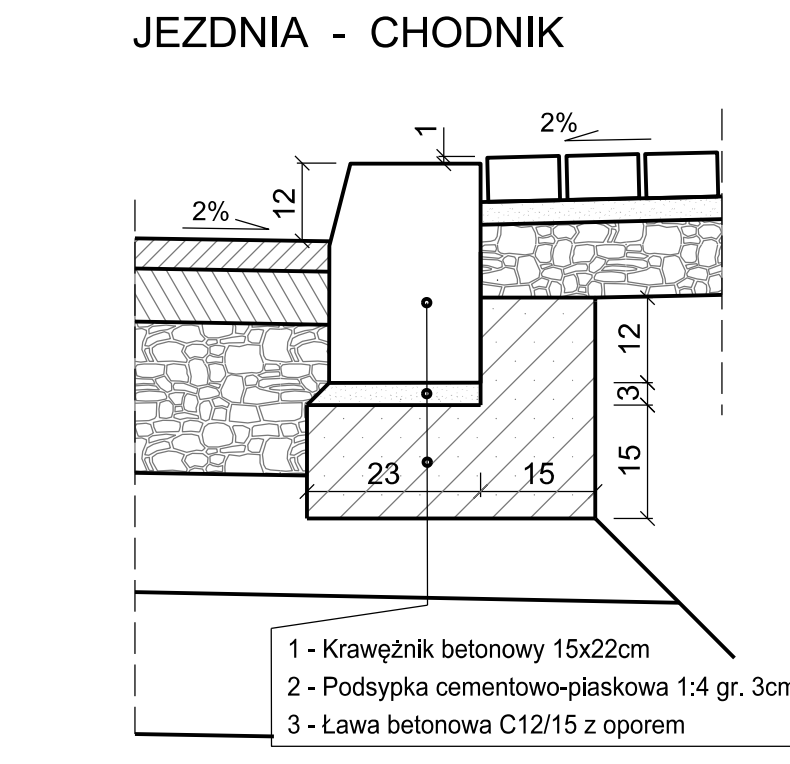 JEZDNIA - CHODNIK
1
2%
12
2%
12
3
15
23
15
1 - Krawężnik betonowy 15x22cm
2 - Podsypka cementowo-piaskowa 1:4 gr. 3cm
3 - Ława betonowa C12/15 z oporem